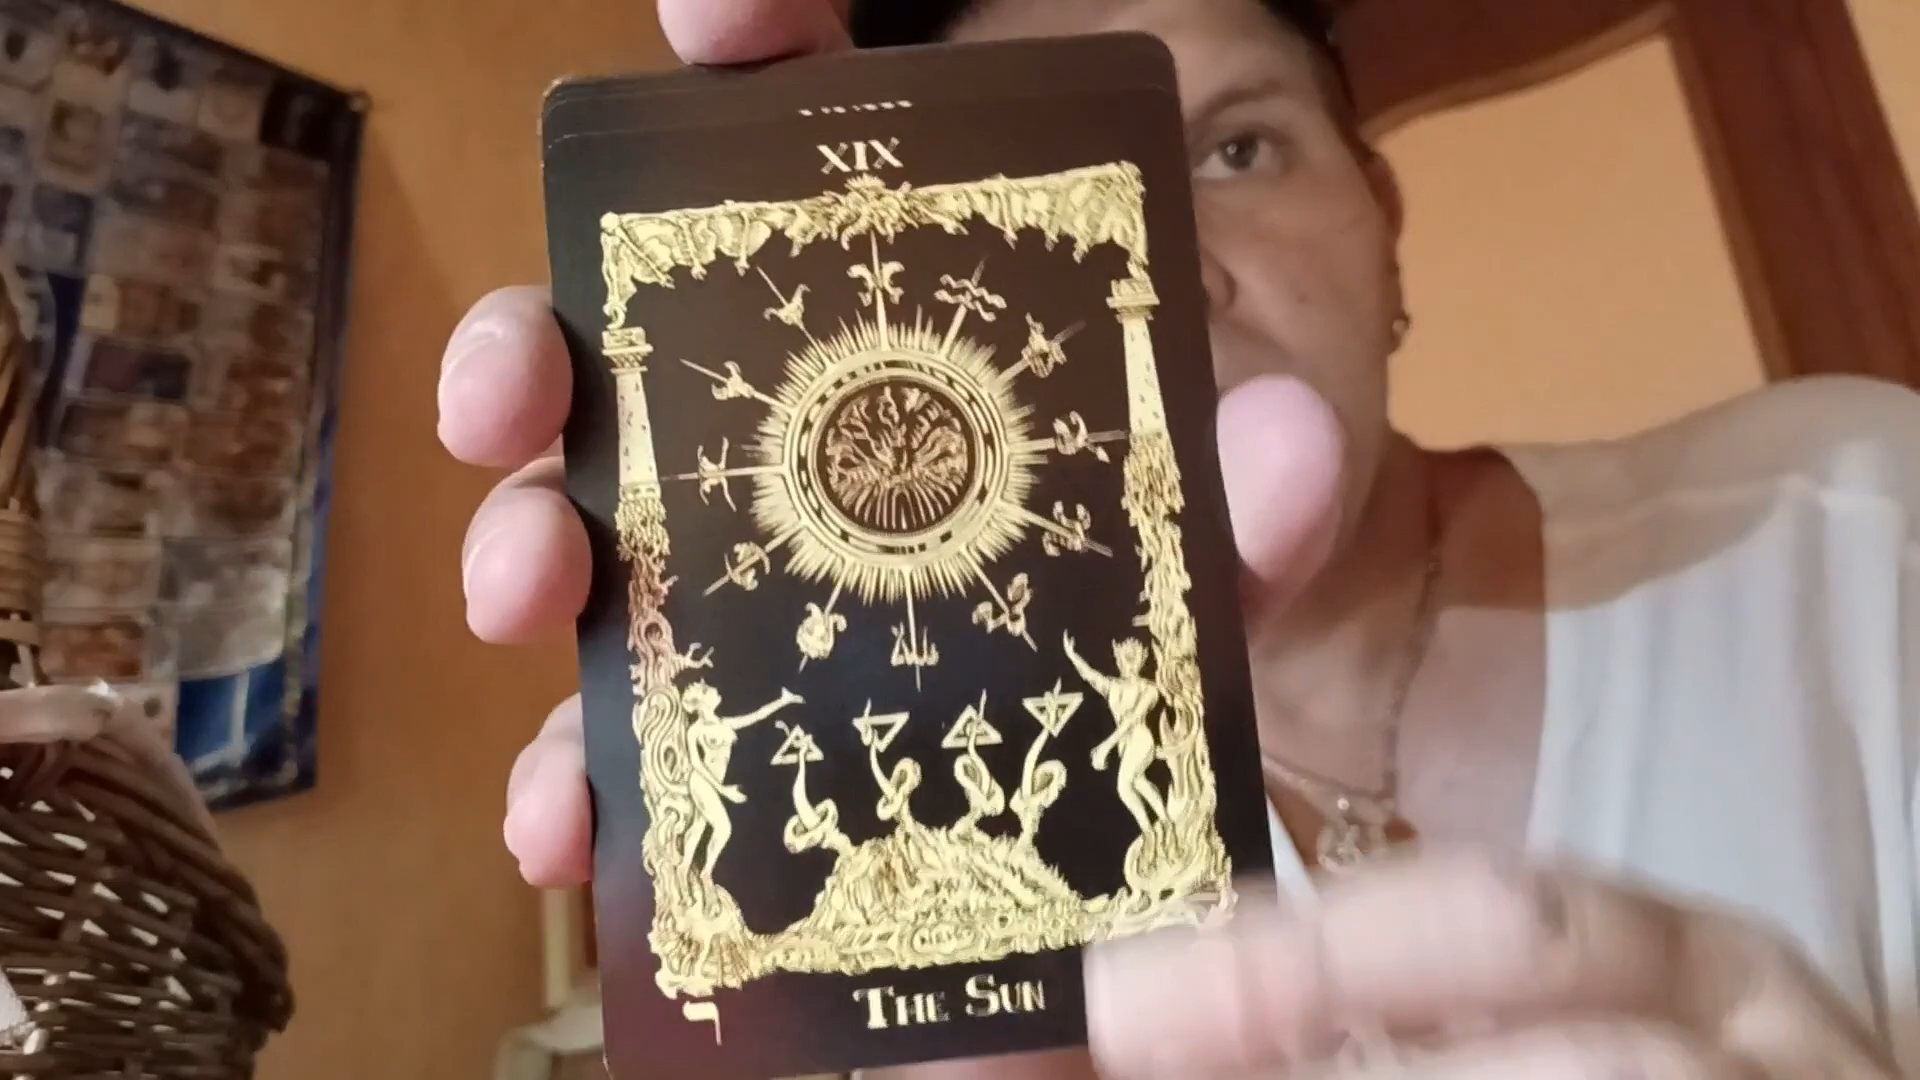 XIX
ר
THE SUN